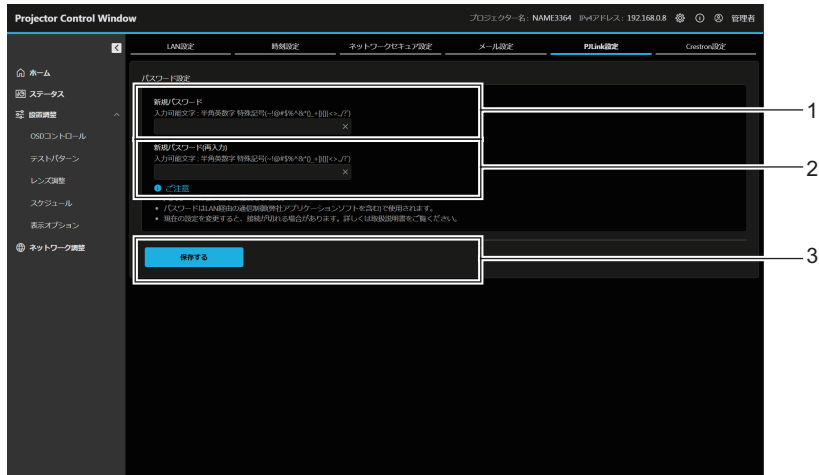 Projector Control Window
プロジェクター名: NAME3364 IPv4アドレス: 192.168.0.8 管理者
LAN設定 時刻設定 ネットワークセキュア設定 メール設定 PJLink設定 Crestron設定
ホーム
ステータス
設置調整
OSDコントロール
テストパターン
レンズ調整
スケジュール
表示オプション
ネットワーク調整
パスワード設定
新規パスワード
入力可能文字 : 半角英数字 特殊記号(~!@#$%^&*()_+[]{}|<>.,/?')
新規パスワード(再入力)
入力可能文字 : 半角英数字 特殊記号(~!@#$%^&*()_+[]{}|<>.,/?')
ご注意
• パスワードはLAN経由の通信制御(弊社アプリケーションソフトを含む)で使用されます。
• 現在の設定を変更すると、接続が切れる場合があります。詳しくは取扱説明書をご覧ください。
保存する
1
2
3